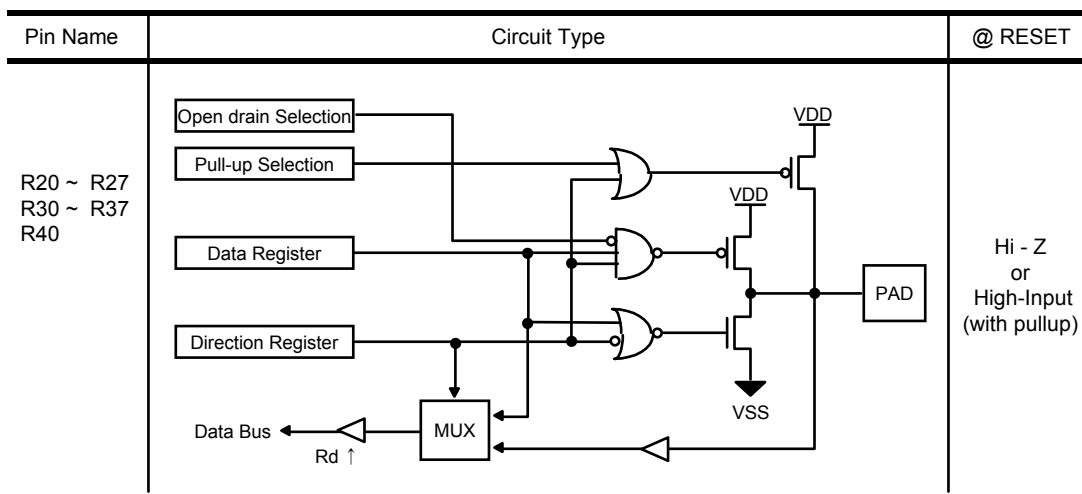 Pin Name
Circuit Type
@ RESET
R20 ~ R27
R30 ~ R37
R40
Open drain Selection
Pull-up Selection
Data Register
Direction Register
VDD
VDD
PAD
VSS
MUX
Data Bus
Rd ↑
Hi - Z
or
High-Input
(with pullup)